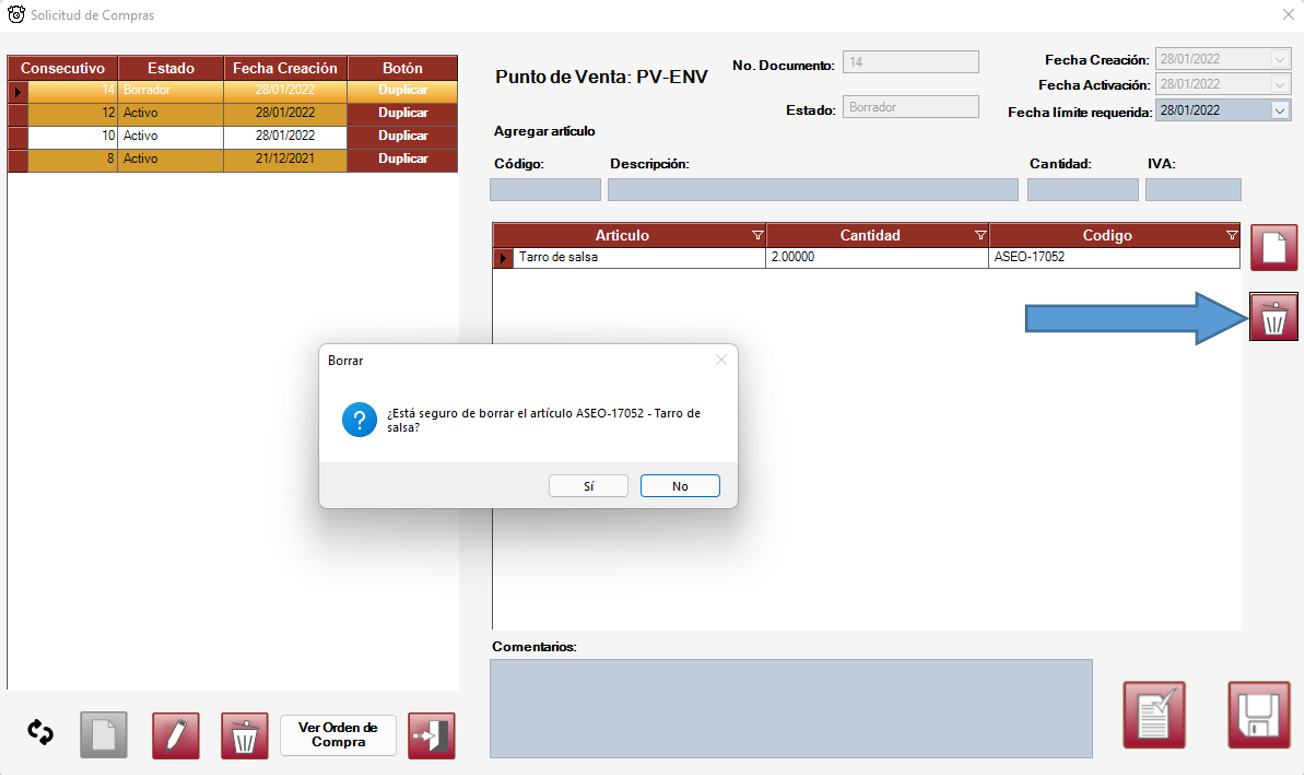 Solicitud de Compras
Consecutivo Estado Fecha Creación Botón
14 Borrador 28/01/2022 Duplicar
12 Activo 28/01/2022 Duplicar
10 Activo 28/01/2022 Duplicar
8 Activo 21/12/2021 Duplicar
Punto de Venta: PV-ENV
No. Documento: 14
Estado: Borrador
Fecha Creación: 28/01/2022
Fecha Activación: 28/01/2022
Fecha límite requerida: 28/01/2022
Agregar artículo
Código: Descripción: Cantidad: IVA:
Articulo Cantidad Codigo
Tarro de salsa 2.00000 ASEO-17052
Borrar
¿Está seguro de borrar el artículo ASEO-17052 - Tarro de
salsa?
Sí No
Comentarios:
Ver Orden de
Compra